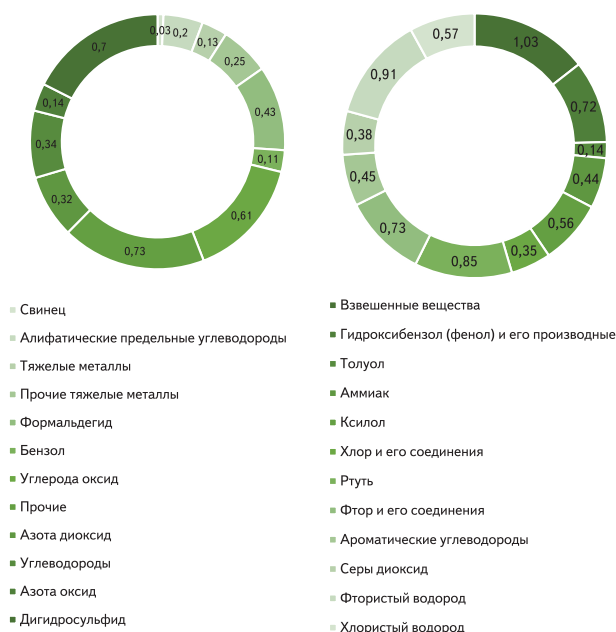 0,03
0,2
0,13
0,25
0,43
0,11
0,61
0,73
0,32
0,34
0,14
0,7
1,03
0,72
0,14
0,44
0,56
0,35
0,85
0,73
0,45
0,38
0,91
0,57
Свинец
Алифатические предельные углеводороды
Тяжелые металлы
Прочие тяжелые металлы
Формальдегид
Бензол
Углерода оксид
Прочие
Азота диоксид
Углеводороды
Азота оксид
Дигидросульфид
Взвешенные вещества
Гидроксибензол (фенол) и его производные
Толуол
Аммиак
Ксилол
Хлор и его соединения
Ртуть
Фтор и его соединения
Ароматические углеводороды
Серы диоксид
Фтористый водород
Хлористый водород